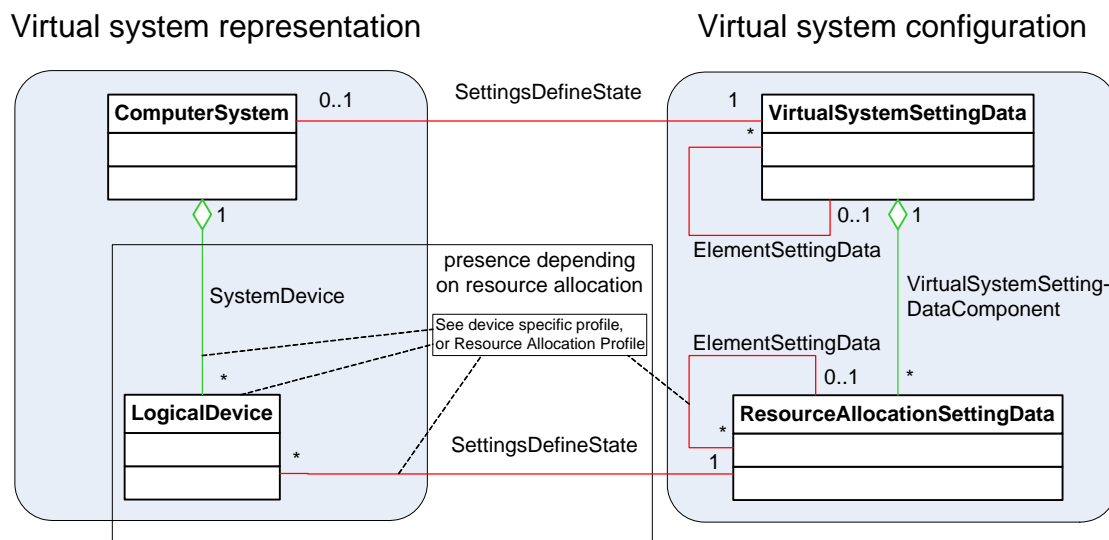 Virtual system representation
Virtual system configuration
ComputerSystem
0..1
SettingsDefineState
1
VirtualSystemSettingData
*
1
0..1
1
ElementSettingData
presence depending
on resource allocation
SystemDevice
VirtualSystemSetting-
DataComponent
See device specific profile,
or Resource Allocation Profile
ElementSettingData
0..1
*
*
LogicalDevice
ResourceAllocationSettingData
*
*
SettingsDefineState
1